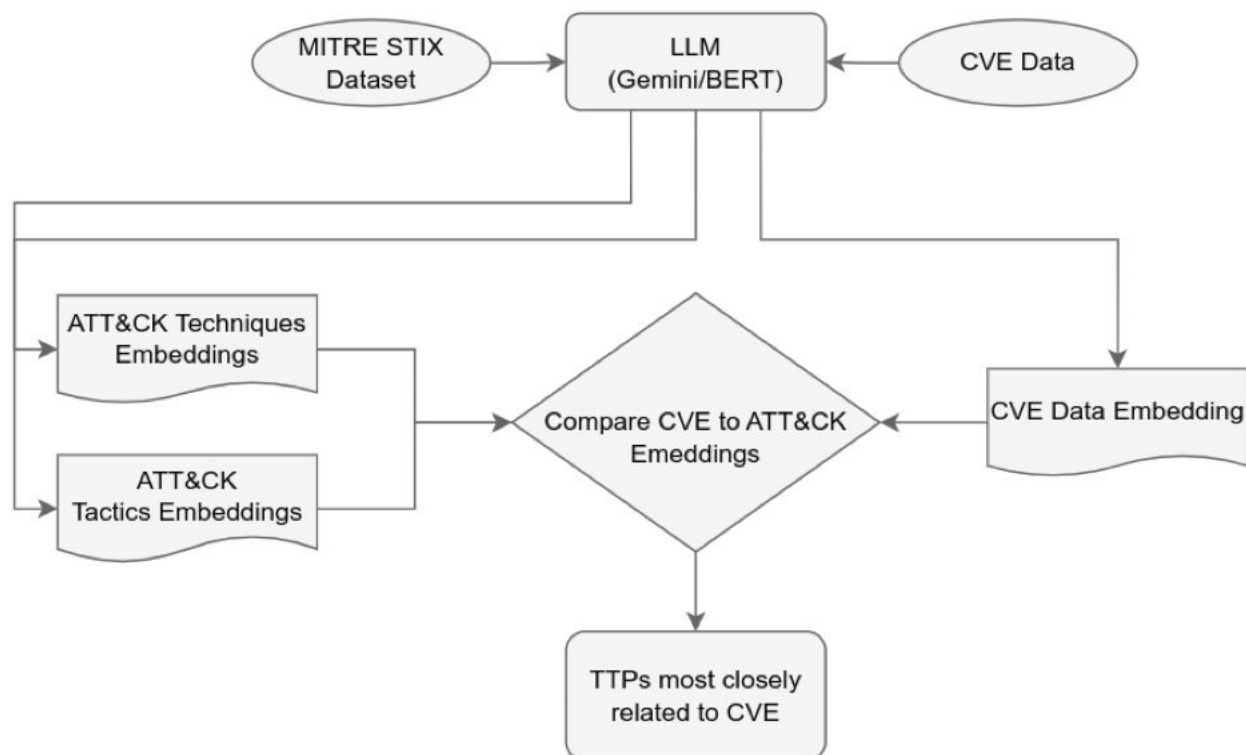 MITRE STIX
Dataset
LLM
(Gemini/BERT)
CVE Data
ATT&CK Techniques
Embeddings
ATT&CK
Tactics Embeddings
Compare CVE to ATT&CK
Emeddings
CVE Data Embedding
TTPs most closely
related to CVE